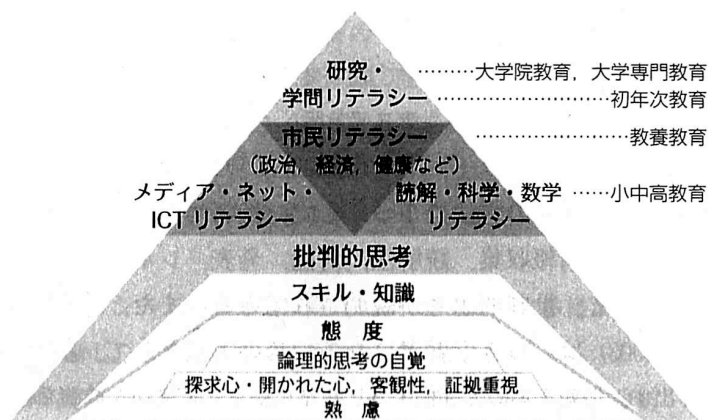 研究・ ………大学院教育，大学専門教育
学問リテラシー ……………………初年次教育
市民リテラシー …………………教養教育
（政治，経済，健康など）
メディア・ネット・ 読解・科学・数学 ……小中高教育
ICT リテラシー リテラシー
批判的思考
スキル・知識
態 度
論理的思考の自覚
探求心・開かれた心，客観性，証拠重視
熟 慮